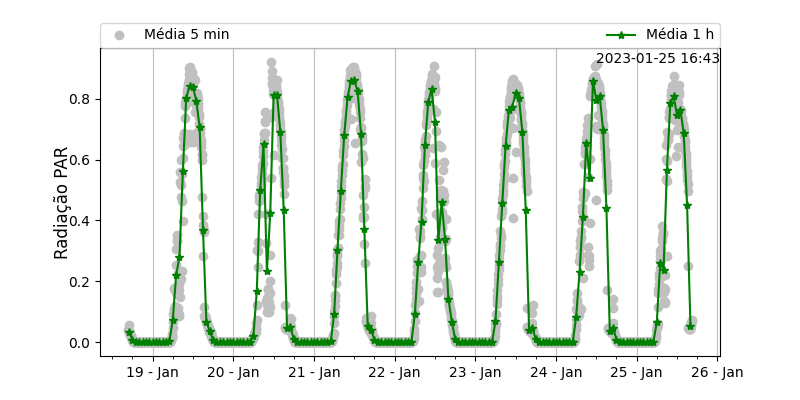 Média 5 min
Média 1 h
2023-01-25 16:43
Radiação PAR
0.8
0.6
0.4
0.2
0.0
19 - Jan
20 - Jan
21 - Jan
22 - Jan
23 - Jan
24 - Jan
25 - Jan
26 - Jan